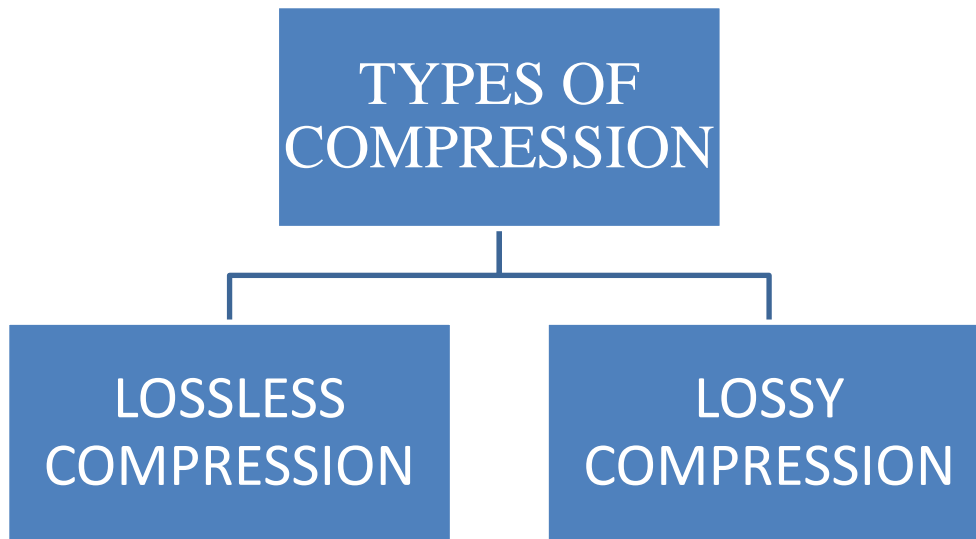 TYPES OF
COMPRESSION
LOSSLESS
COMPRESSION
LOSSY
COMPRESSION